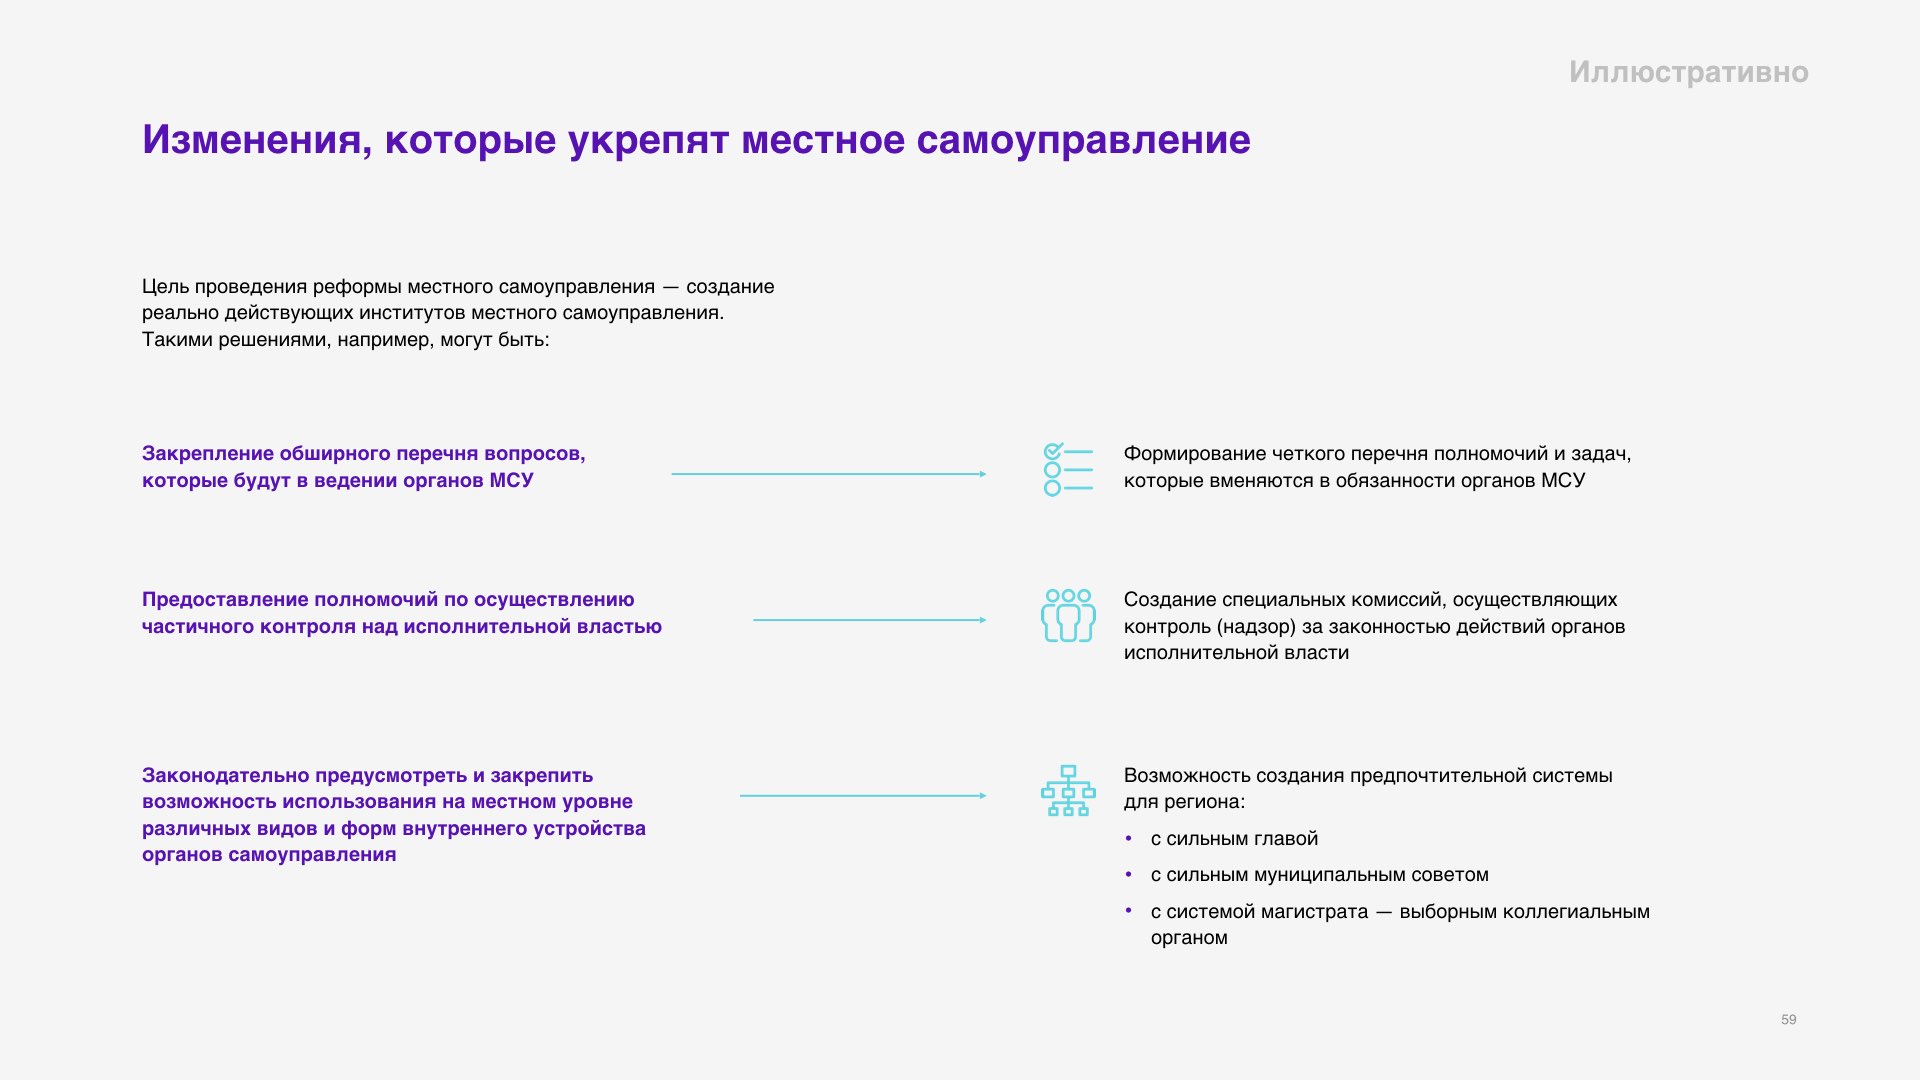 Иллюстративно
Изменения, которые укрепят местное самоуправление
Цель проведения реформы местного самоуправления — создание
реально действующих институтов местного самоуправления.
Такими решениями, например, могут быть:
Закрепление обширного перечня вопросов,
которые будут в ведении органов МСУ
Формирование четкого перечня полномочий и задач,
которые вменяются в обязанности органов МСУ
Предоставление полномочий по осуществлению
частичного контроля над исполнительной властью
Создание специальных комиссий, осуществляющих
контроль (надзор) за законностью действий органов
исполнительной власти
Законодательно предусмотреть и закрепить
возможность использования на местном уровне
различных видов и форм внутреннего устройства
органов самоуправления
Возможность создания предпочтительной системы
для региона:
• с сильным главой
• с сильным муниципальным советом
• с системой магистрата — выборным коллегиальным
органом
59